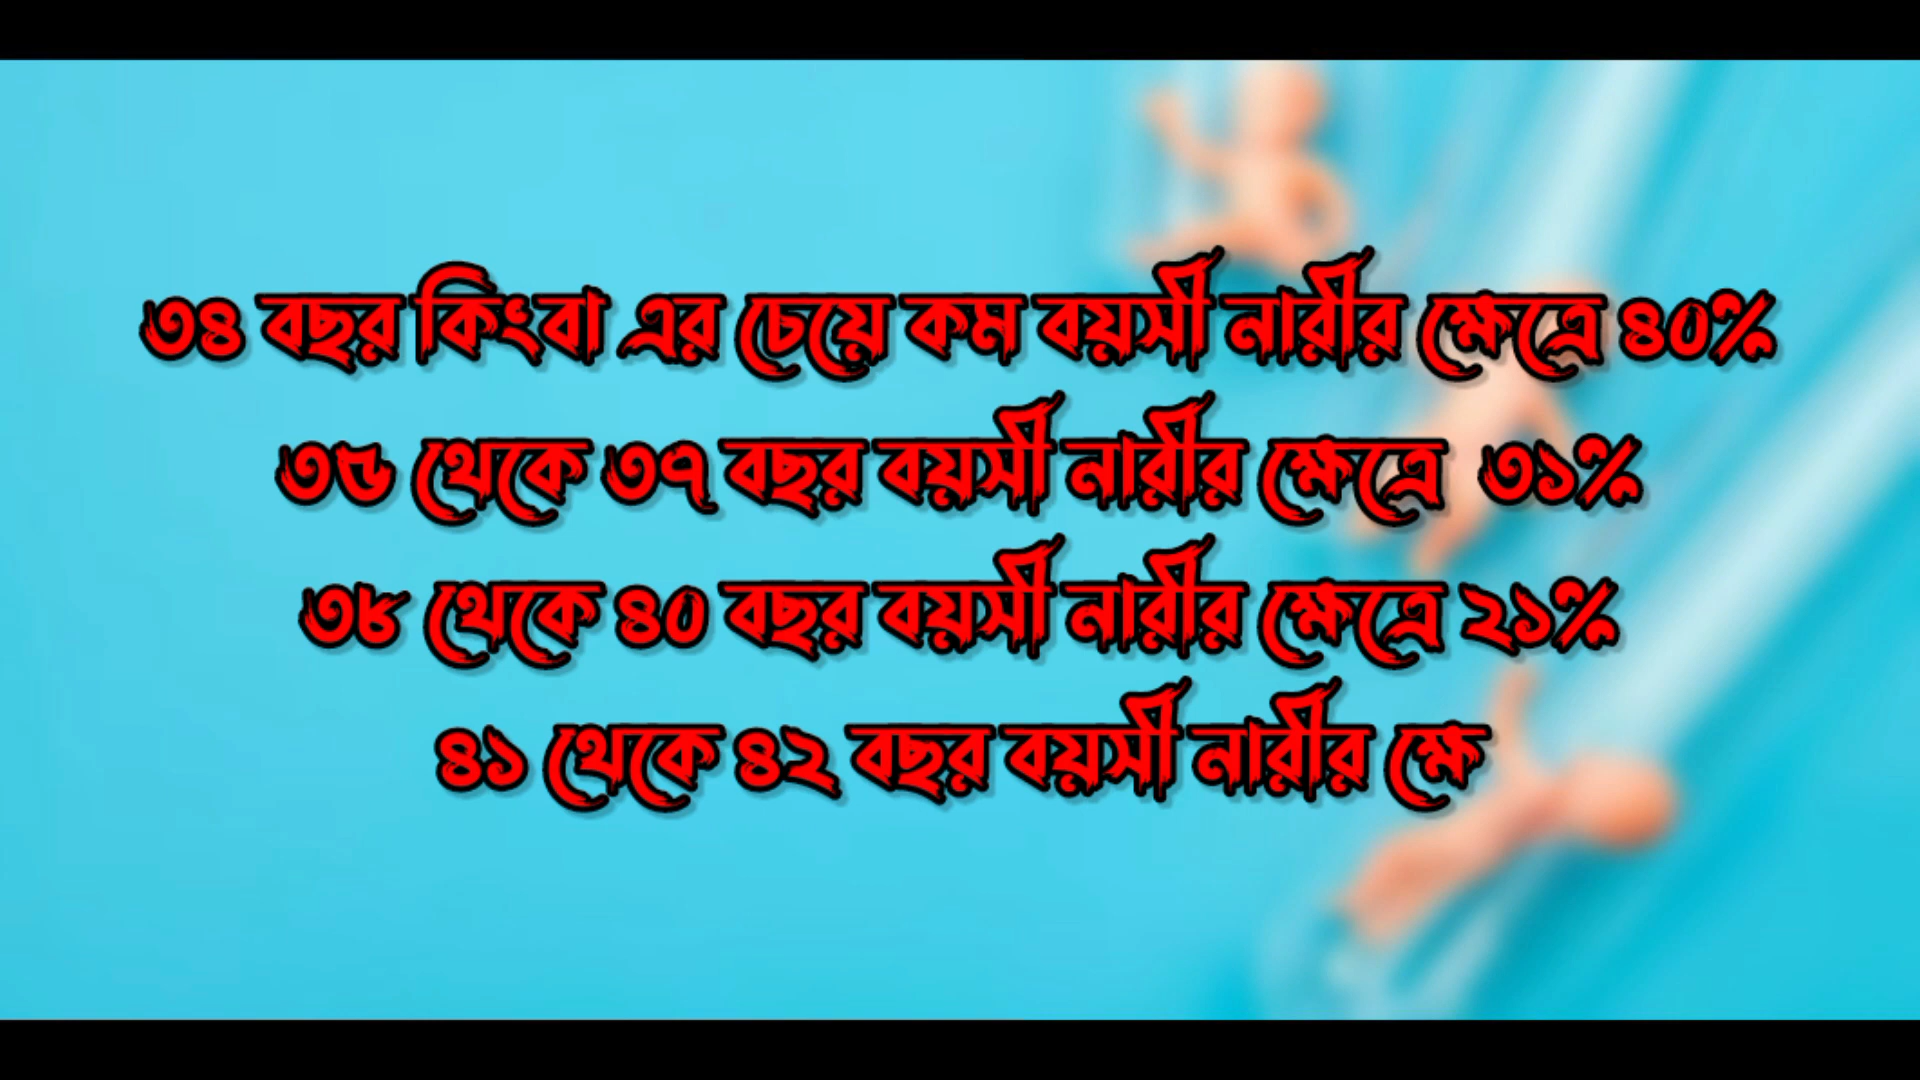 ৩৪ বছর কিংবা এর চেয়ে কম বয়সী নারীর ক্ষেত্রে ৪০%
৩৫ থেকে ৩৭ বছর বয়সী নারীর ক্ষেত্রে ৩১%
৩৮ থেকে ৪০ বছর বয়সী নারীর ক্ষেত্রে ২১%
৪১ থেকে ৪২ বছর বয়সী নারীর ক্ষে